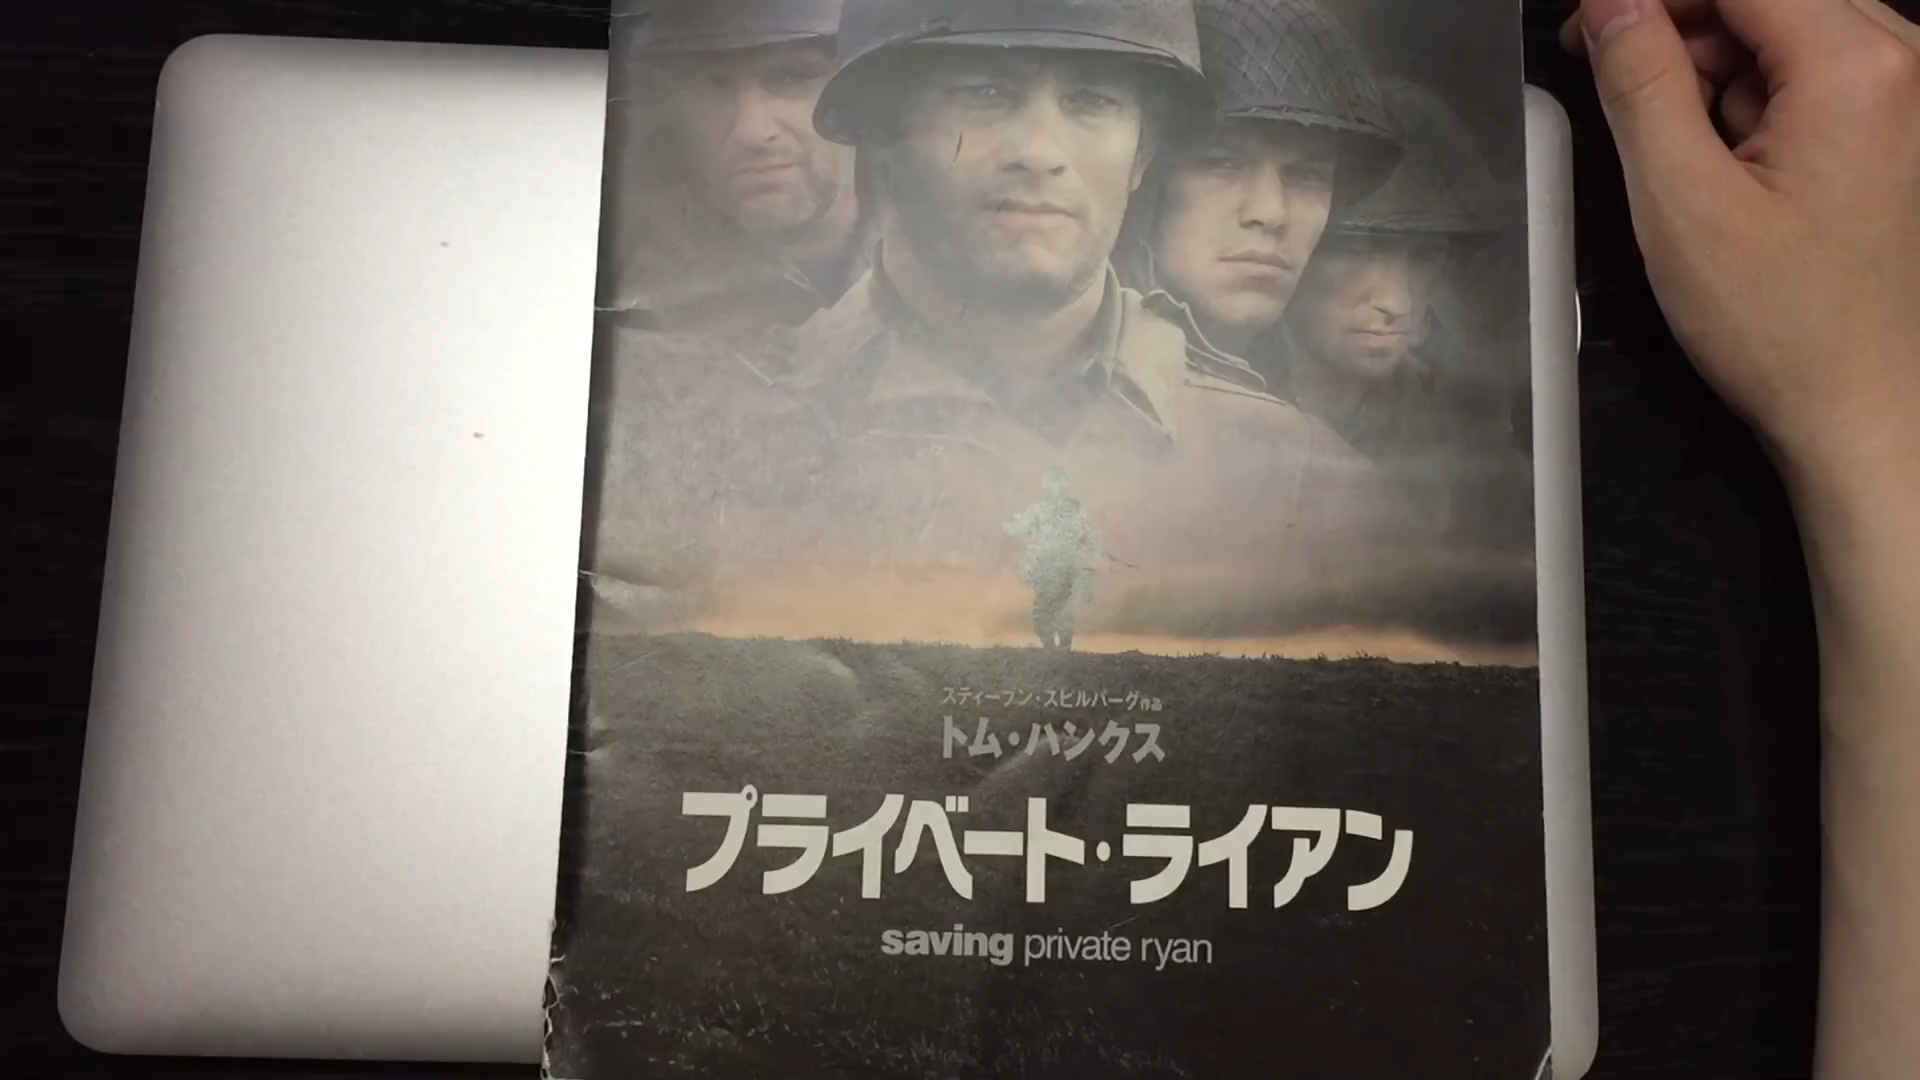 スティーブン・スピルバーグ作品
トム・ハンクス
プライベート・ライアン
saving private ryan